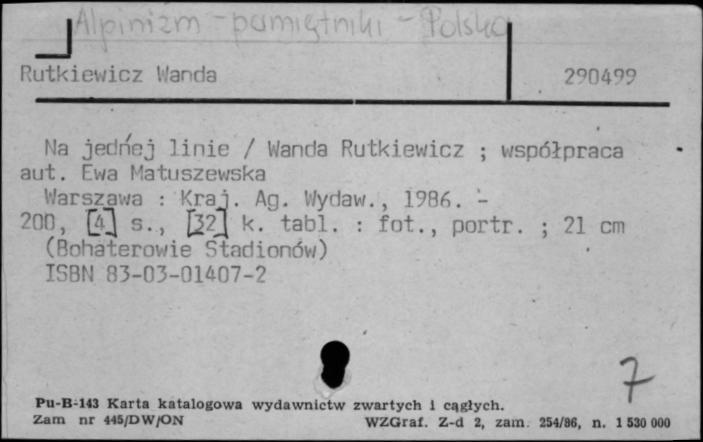 Alpinizm - pamiętniki - Polska
Rutkiewicz Wanda 290499
Na jednej linie / Wanda Rutkiewicz ; współpraca
aut. Ewa Matuszewska
Warszawa : Kraj. Ag. Wydaw., 1986. -
200, [4] s., [32] k. tabl. : fot., portr. ; 21 cm
(Bohaterowie Stadionów)
ISBN 83-03-01407-2
7
Pu-B-143 Karta katalogowa wydawnictw zwartych i cągłych.
Zam nr 445/DW/ON WZGraf. Z-d 2, zam. 254/86, n. 1 530 000